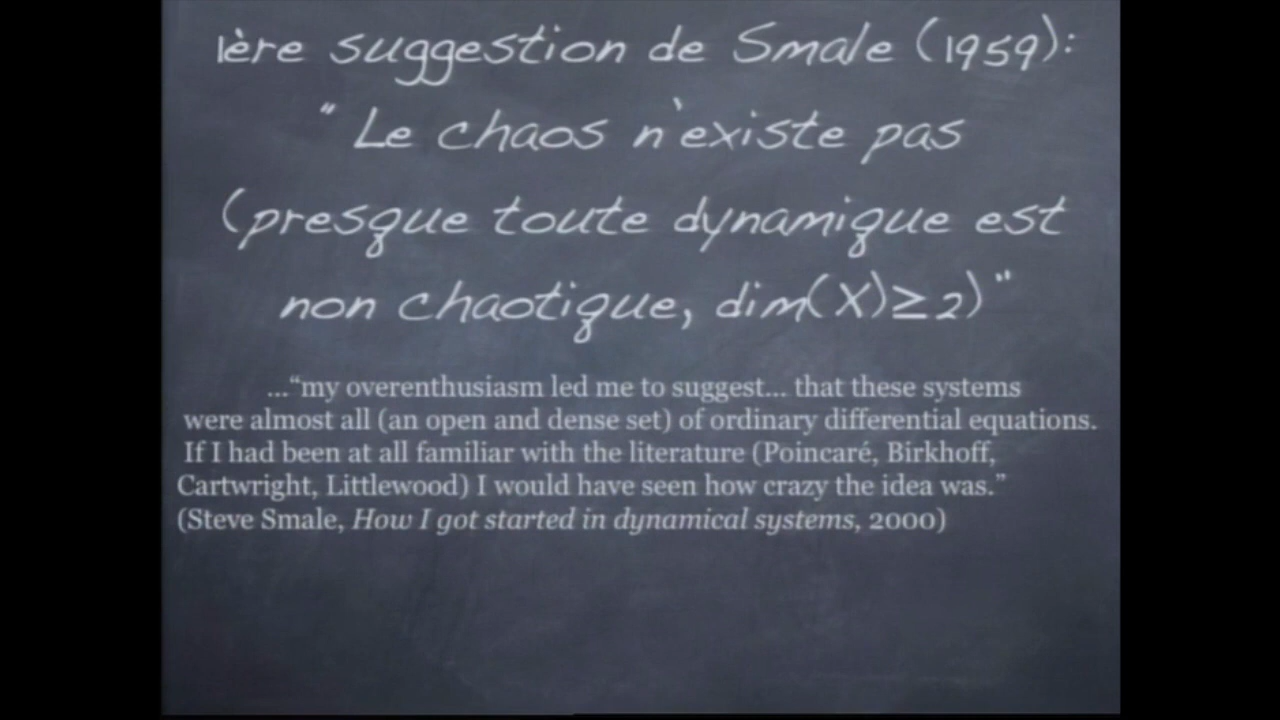 1ère suggestion de Smale (1959):
" Le chaos n'existe pas
(presque toute dynamique est
non chaotique, dim(X)≥2)"
...“my overenthusiasm led me to suggest... that these systems
were almost all (an open and dense set) of ordinary differential equations.
If I had been at all familiar with the literature (Poincaré, Birkhoff,
Cartwright, Littlewood) I would have seen how crazy the idea was.”
(Steve Smale, How I got started in dynamical systems, 2000)